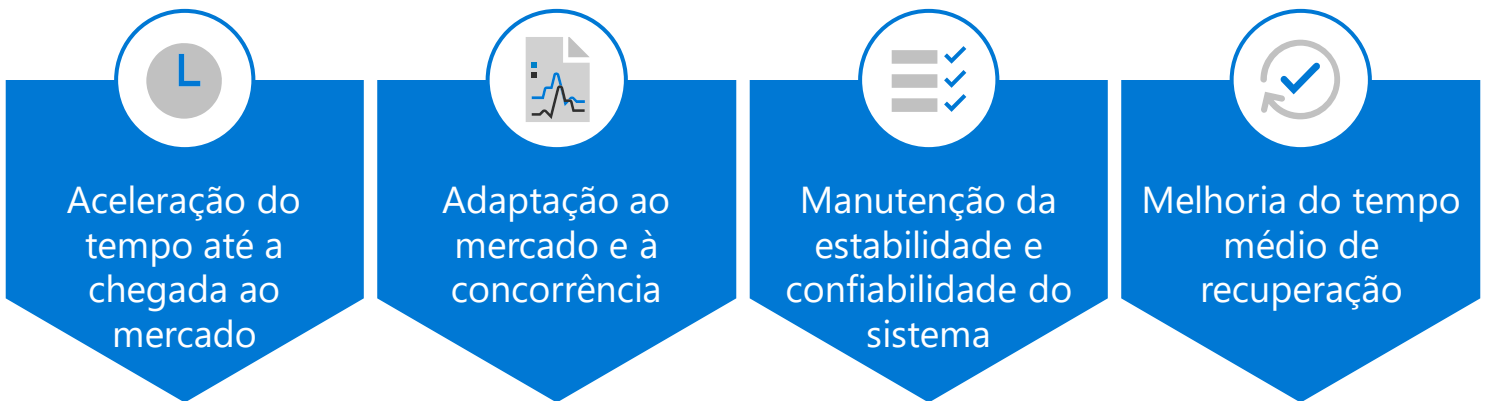 Aceleração do
tempo até a
chegada ao
mercado
Adaptação ao
mercado e à
concorrência
Manutenção da
estabilidade e
confiabilidade do
sistema
Melhoria do tempo
médio de
recuperação